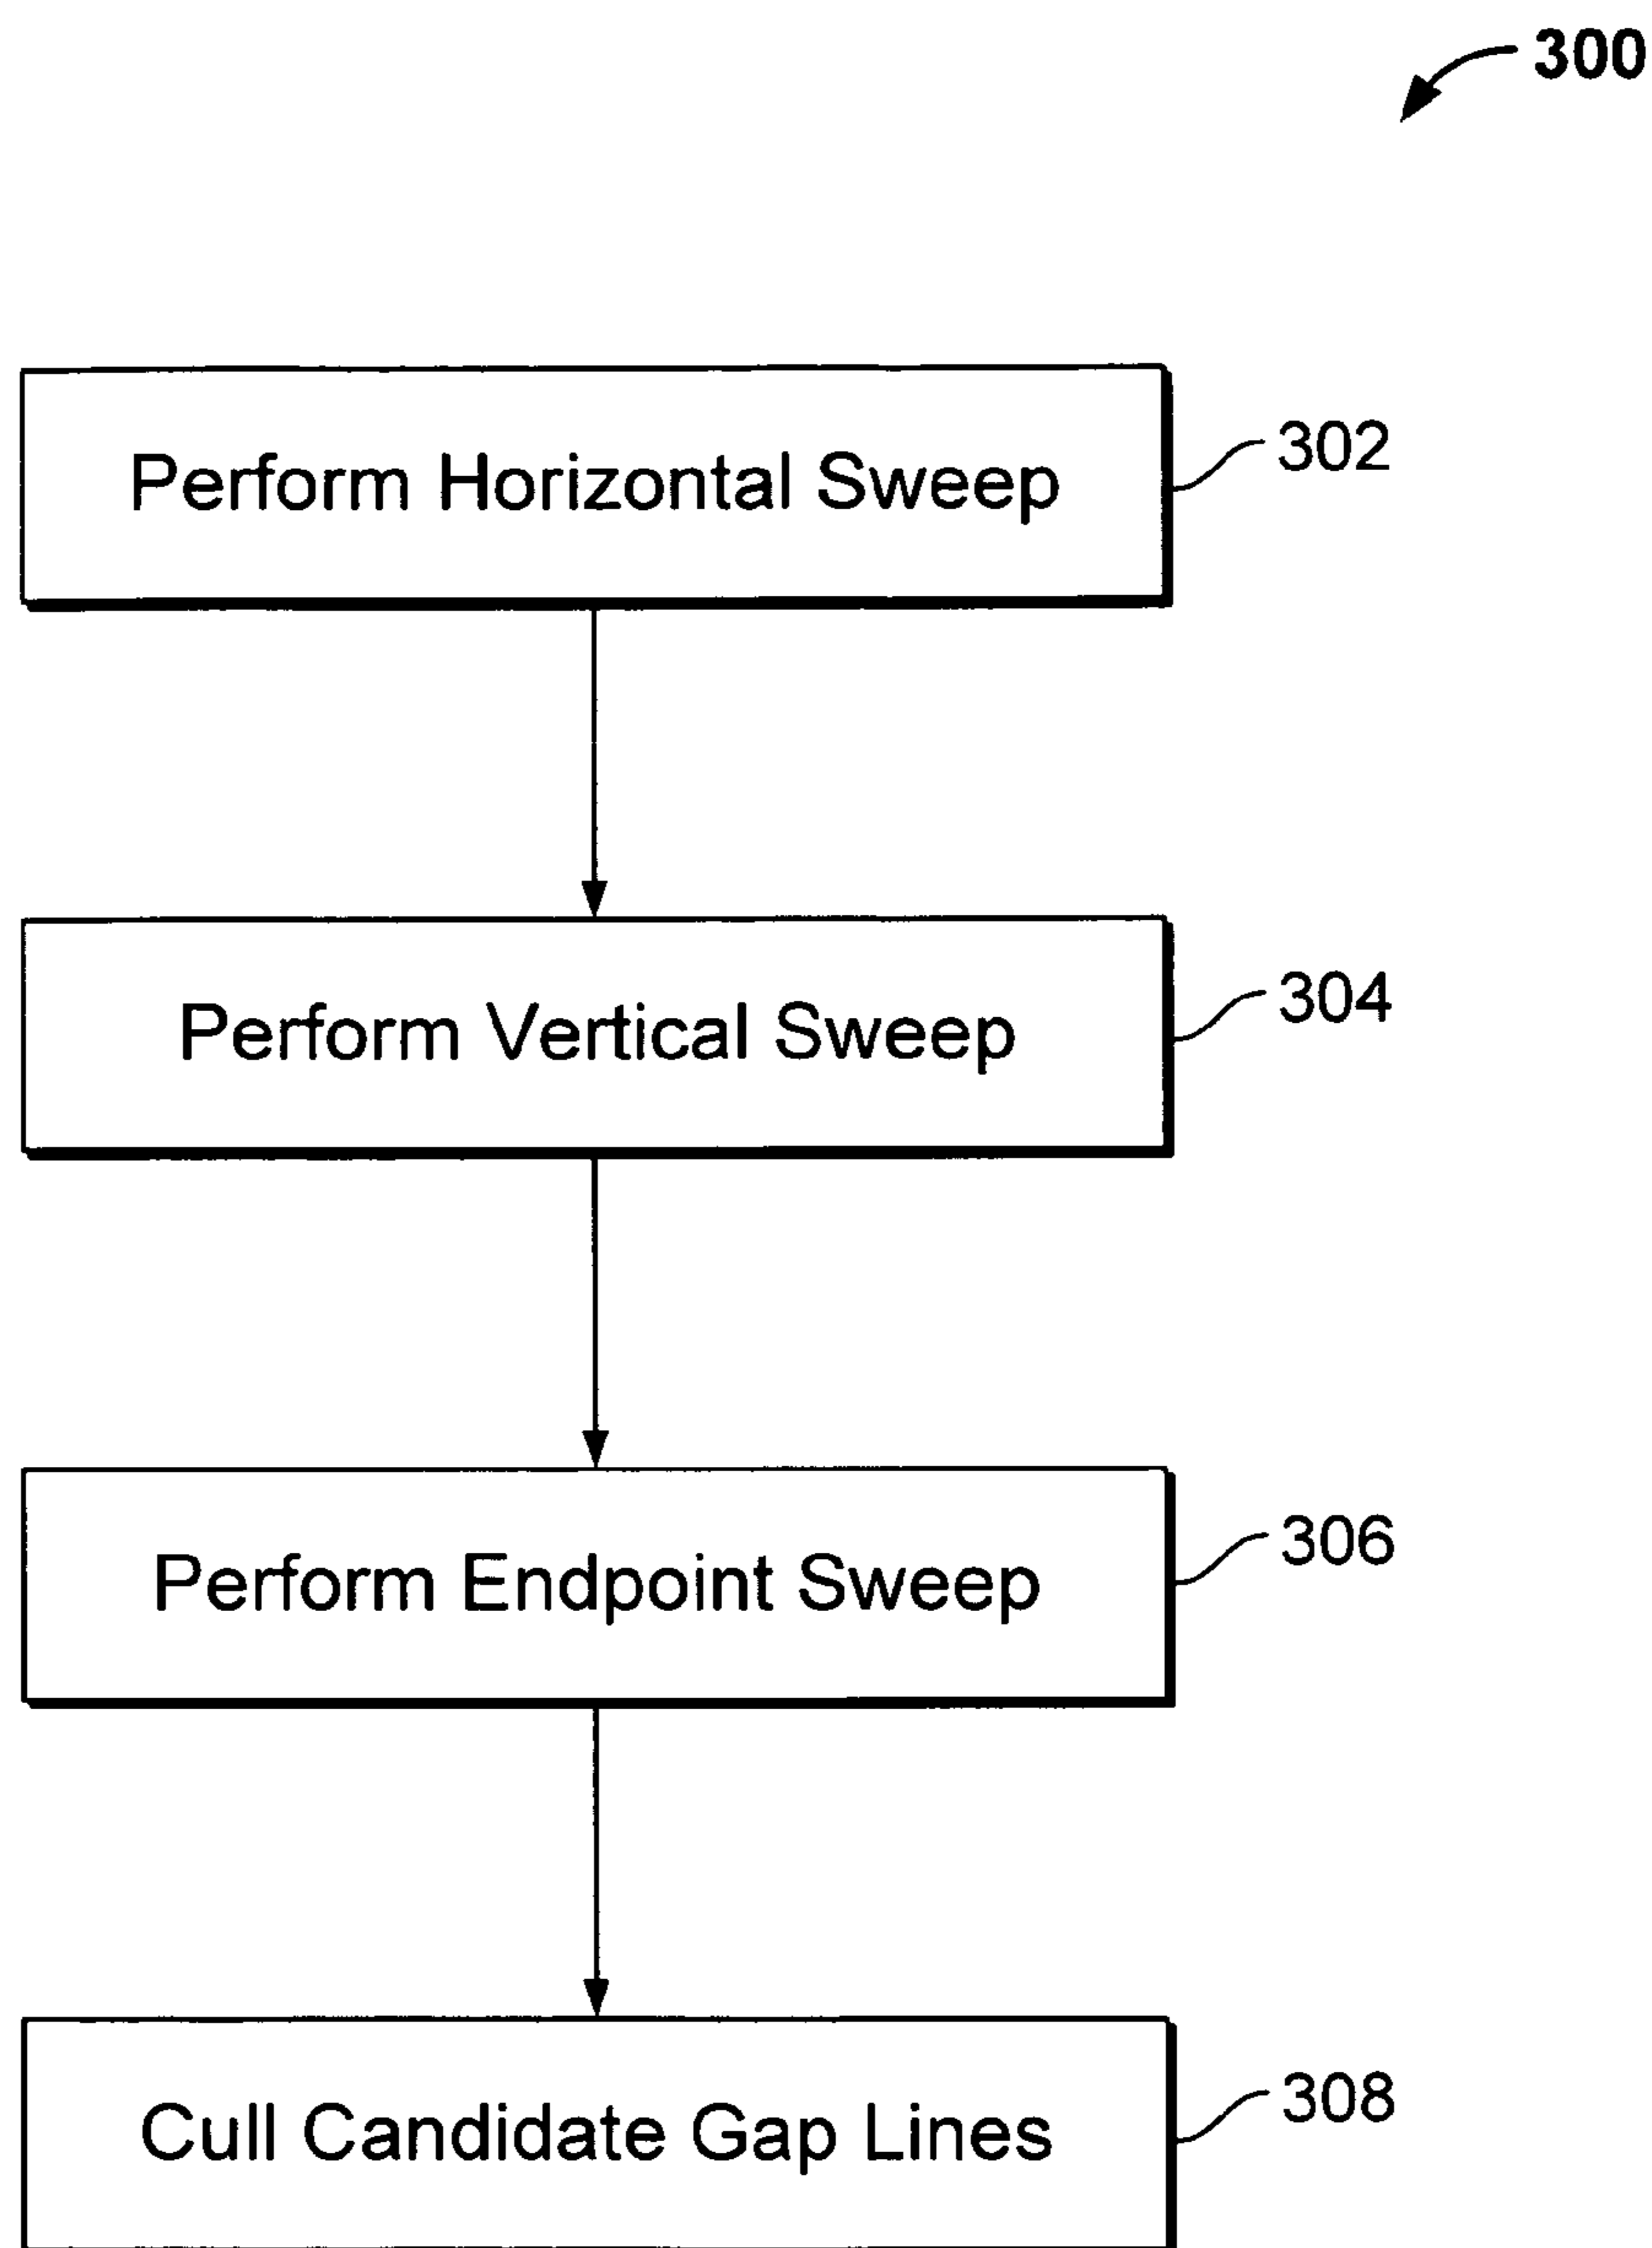 300
Perform Horizontal Sweep
302
Perform Vertical Sweep
304
Perform Endpoint Sweep
306
Cull Candidate Gap Lines
308